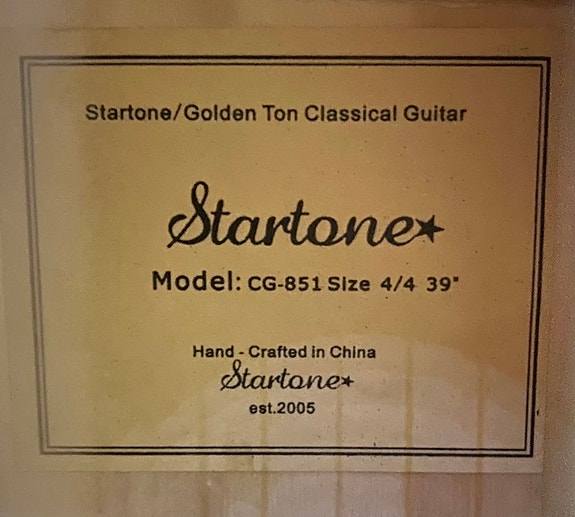 Startone/Golden Ton Classical Guitar
Startone
Model: CG-851 Size 4/4 39"
Hand - Crafted in China
Startone
est.2005